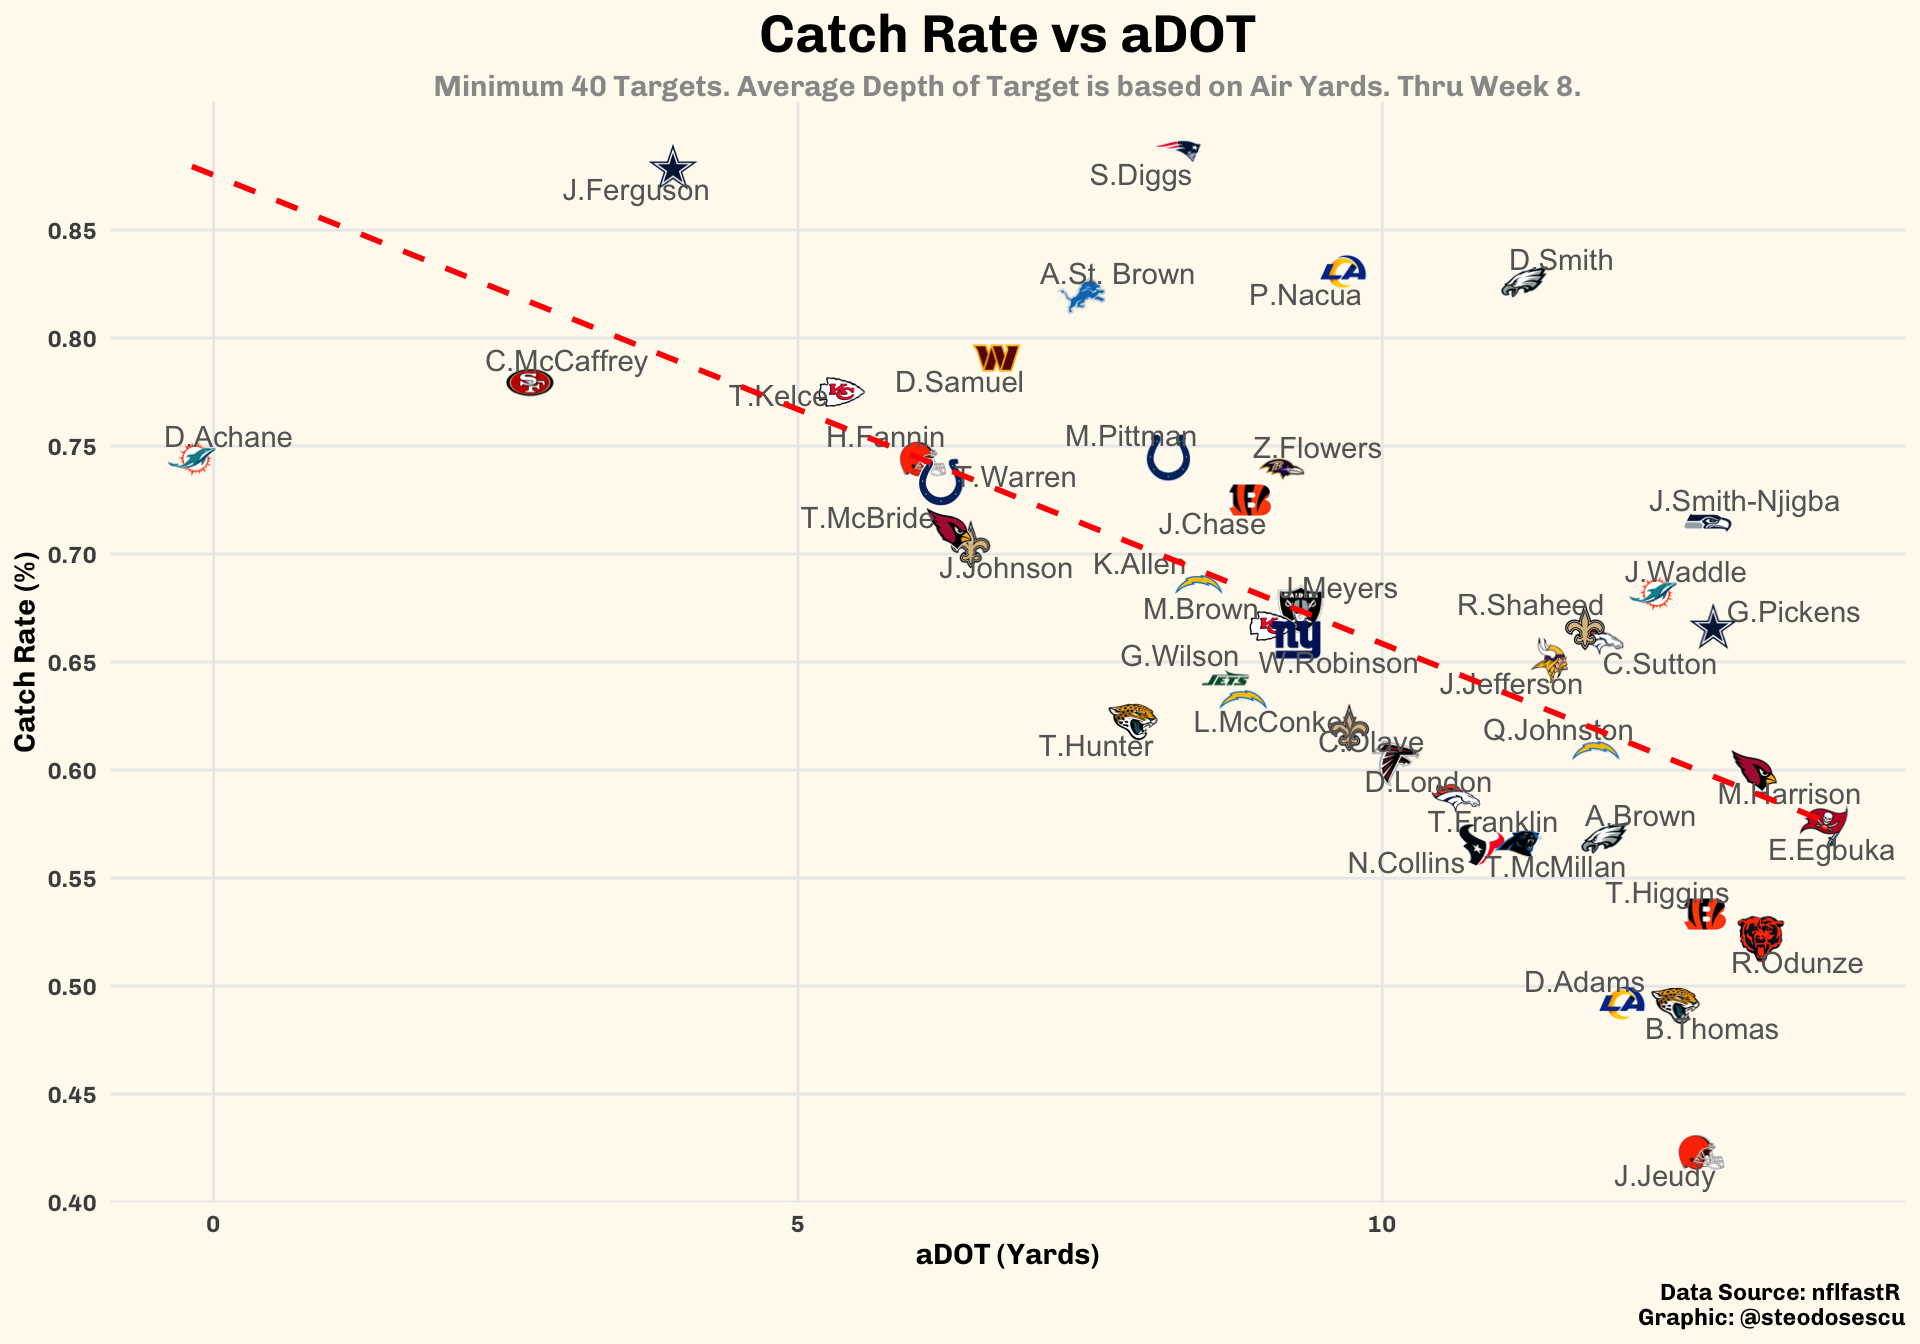 Catch Rate vs aDOT
Minimum 40 Targets. Average Depth of Target is based on Air Yards. Thru Week 8.
J.Ferguson
S.Diggs
0.85
D.Smith
A.St. Brown
P.Nacua
0.80
C.McCaffrey
D.Samuel
T.Kelce
D.Achane
H.Fannin
M.Pittman
Z.Flowers
0.75
T.Warren
J.Smith-Njigba
T.McBride
J.Chase
0.70
J.Johnson
K.Allen
J.Waddle
J.Meyers
M.Brown
R.Shaheed
G.Pickens
G.Wilson
W.Robinson
C.Sutton
0.65
JETS
J.Jefferson
L.McConkey
Q.Johnston
T.Hunter
C.Olave
0.60
D.London
M.Harrison
T.Franklin
A.Brown
N.Collins
T.McMillan
E.Egbuka
0.55
T.Higgins
R.Odunze
D.Adams
0.50
B.Thomas
0.45
J.Jeudy
0.40
Catch Rate (%)
0
5
10
aDOT (Yards)
Data Source: nflfastR
Graphic: @steodosescu